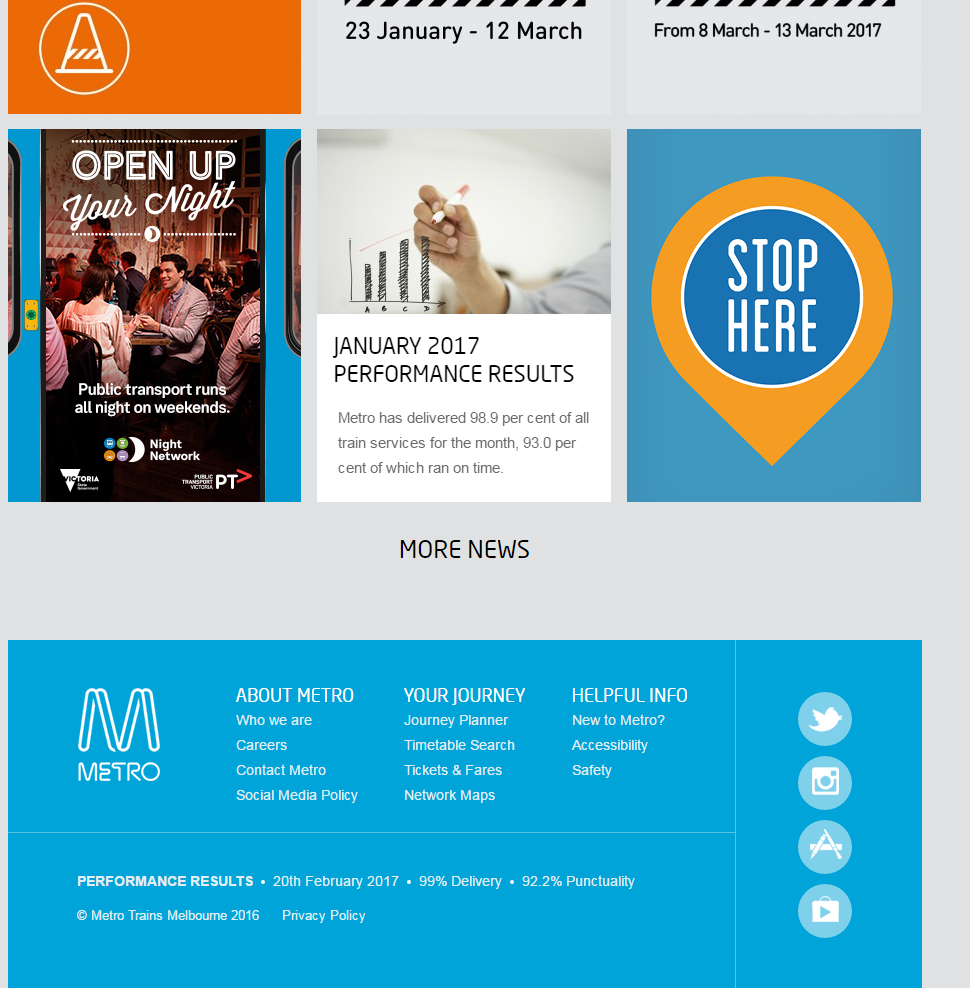 23 January - 12 March
From 8 March - 13 March 2017
OPEN UP
Your Night
Public transport runs
all night on weekends.
Night
Network
VICTORIA
State
Government
PUBLIC
TRANSPORT
VICTORIA
PT
A B C D
JANUARY 2017
PERFORMANCE RESULTS
Metro has delivered 98.9 per cent of all
train services for the month, 93.0 per
cent of which ran on time.
STOP
HERE
MORE NEWS
METRO
ABOUT METRO
Who we are
Careers
Contact Metro
Social Media Policy
YOUR JOURNEY
Journey Planner
Timetable Search
Tickets & Fares
Network Maps
HELPFUL INFO
New to Metro?
Accessibility
Safety
PERFORMANCE RESULTS • 20th February 2017 • 99% Delivery • 92.2% Punctuality
© Metro Trains Melbourne 2016 Privacy Policy